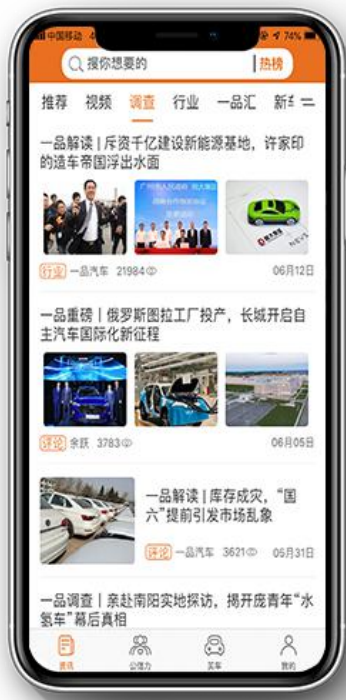 中国移动 4
74%
搜你想要的
热榜
推荐 视频 调查 行业 一品汇
一品解读 | 斥资千亿建设新能源基地，许家印
的造车帝国浮出水面
行业 一品汽车 21984 06月12日
一品重磅 | 俄罗斯图拉工厂投产，长城开启自
主汽车国际化新征程
评论 余跃 3783 06月05日
一品解读 | 库存成灾，“国
六”提前引发市场乱象
评论 一品汽车 3621 05月31日
一品调查 | 亲赴南阳实地探访，揭开庞青年“水
氢车”幕后真相
资讯 公信力 买车 我的